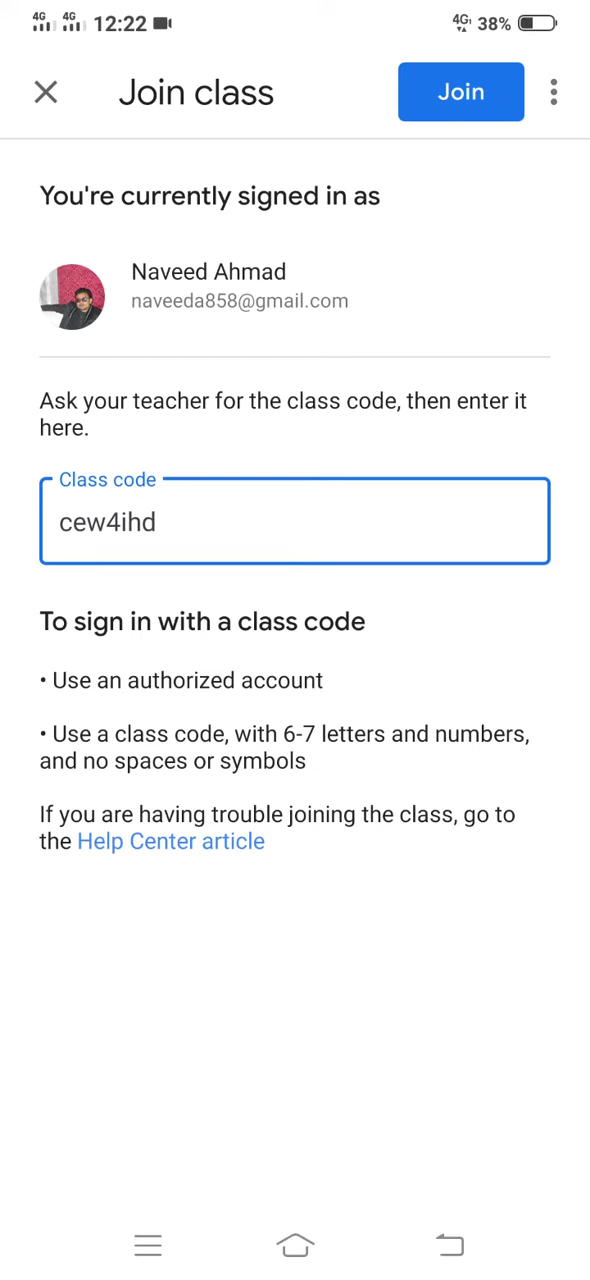 4G 4G 12:22 4G 38%
Join class Join
You're currently signed in as
Naveed Ahmad
naveeda858@gmail.com
Ask your teacher for the class code, then enter it
here.
Class code
cew4ihd
To sign in with a class code
• Use an authorized account
• Use a class code, with 6-7 letters and numbers,
and no spaces or symbols
If you are having trouble joining the class, go to
the Help Center article